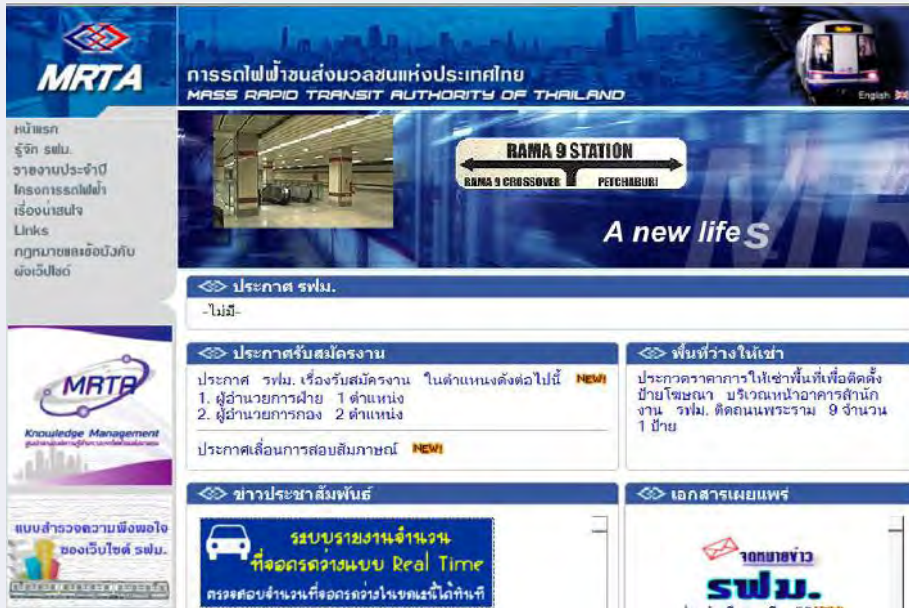 MRTA
การรถไฟฟ้าขนส่งมวลชนแห่งประเทศไทย
MASS RAPID TRANSIT AUTHORITY OF THAILAND
English
หน้าแรก
รู้จัก รฟม.
รายงานประจำปี
โครงการรถไฟฟ้า
เรื่องน่าสนใจ
Links
กฎหมายและข้อบังคับ
ผังเว็ปไซต์
RAMA 9 STATION
RAMA 9 CROSSOVER
PETCHABURI
A new lifes
ประกาศ รฟม.
-ไม่มี-
ประกาศรับสมัครงาน
ประกาศ รฟม. เรื่องรับสมัครงาน ในตำแหน่งดังต่อไปนี้ NEW!
1. ผู้อำนวยการฝ่าย 1 ตำแหน่ง
2. ผู้อำนวยการกอง 2 ตำแหน่ง
ประกาศเลื่อนการสอบสัมภาษณ์ NEW!
พื้นที่ว่างให้เช่า
ประกวดราคาการให้เช่าพื้นที่เพื่อติดตั้ง
ป้ายโฆษณา บริเวณหน้าอาคารสำนัก
งาน รฟม. ติดถนนพระราม 9 จำนวน
1 ป้าย
MRTA
Knowledge Management
แบบสำรวจความพึงพอใจ
ของเว็บไซต์ รฟม.
ข่าวประชาสัมพันธ์
ระบบรายงานจำนวน
ที่จอดรถว่างแบบ Real Time
ตรวจสอบจำนวนที่จอดรถว่างในขณะนี้ได้ทันที
เอกสารเผยแพร่
จดหมายข่าว
รฟม.